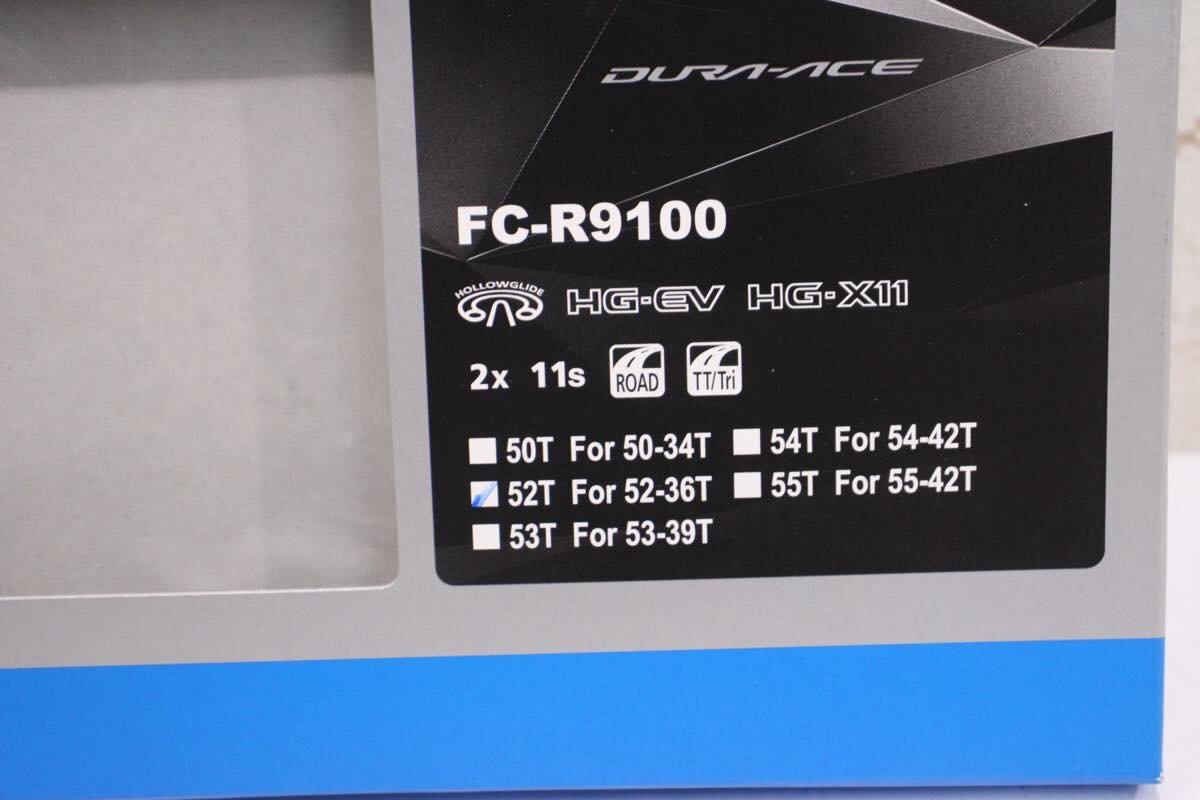 DURA-ACE
FC-R9100
HOLLOWGLIDE HG-EV HG-X11
2x 11s ROAD TT/Tri
50T For 50-34T 54T For 54-42T
52T For 52-36T 55T For 55-42T
53T For 53-39T